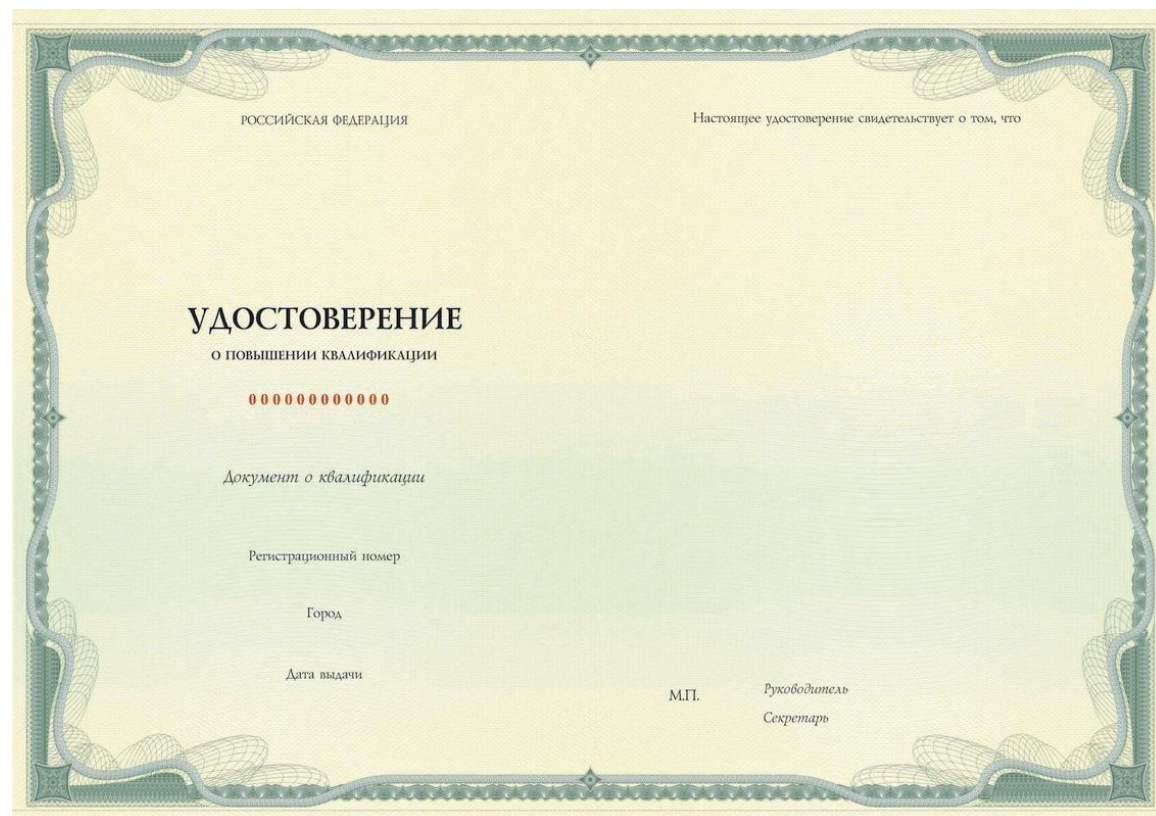 РОССИЙСКАЯ ФЕДЕРАЦИЯ
УДОСТОВЕРЕНИЕ
О ПОВЫШЕНИИ КВАЛИФИКАЦИИ
000000000000
Документ о квалификации
Регистрационный номер
Город
Дата выдачи
Настоящее удостоверение свидетельствует о том, что
М.П.
Руководитель
Секретарь